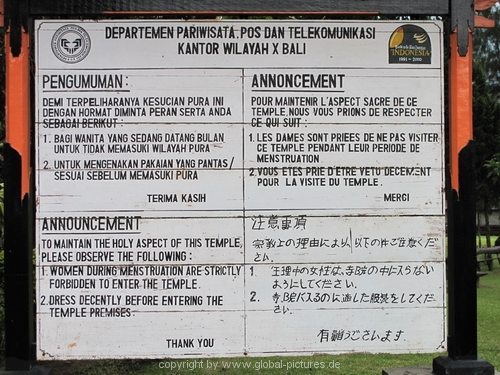 DEPARTEMEN PARIWISATA, POS DAN TELEKOMUNIKASI
KANTOR WILAYAH X BALI
INDONESIA
1991 - 2000
PENGUMUMAN:
DEMI TERPELIHARANYA KESUCIAN PURA INI
DENGAN HORMAT DIMINTA PERAN SERTA ANDA
SEBAGAI BERIKUT :
1. BAGI WANITA YANG SEDANG DATANG BULAN
UNTUK TIDAK MEMASUKI WILAYAH PURA
2. UNTUK MENGENAKAN PAKAIAN YANG PANTAS/
SESUAI SEBELUM MEMASUKI PURA
TERIMA KASIH
ANNONCEMENT
POUR MAINTENIR L'ASPECT SACRE DE CE
TEMPLE, NOUS VOUS PRIONS DE RESPECTER
CE QUI SUIT :
1. LES DAMES SONT PRIEES DE NE PAS VISITER
CE TEMPLE PENDANT LEUR PERIODE DE
MENSTRUATION
2. VOUS ETES PRIE D'ÊTRE VETU DECEMENT
POUR LA VISITE DU TEMPLE.
MERCI
ANNOUNCEMENT
TO MAINTAIN THE HOLY ASPECT OF THIS TEMPLE,
PLEASE OBSERVE THE FOLLOWING :
1. WOMEN DURING MENSTRUATION ARE STRICTLY
FORBIDDEN TO ENTER THE TEMPLE.
2. DRESS DECENTLY BEFORE ENTERING THE
TEMPLE PREMISES.
THANK YOU
注意事項
宗教上の理由により以下の件ご注意くだ
さい。
1. 生理中の女性は、寺院の中に入らない
ようにしてください。
2. 寺院に入るのに適した服装をしてくだ
さい。
有難うございます
copyright by www.global-pictures.de